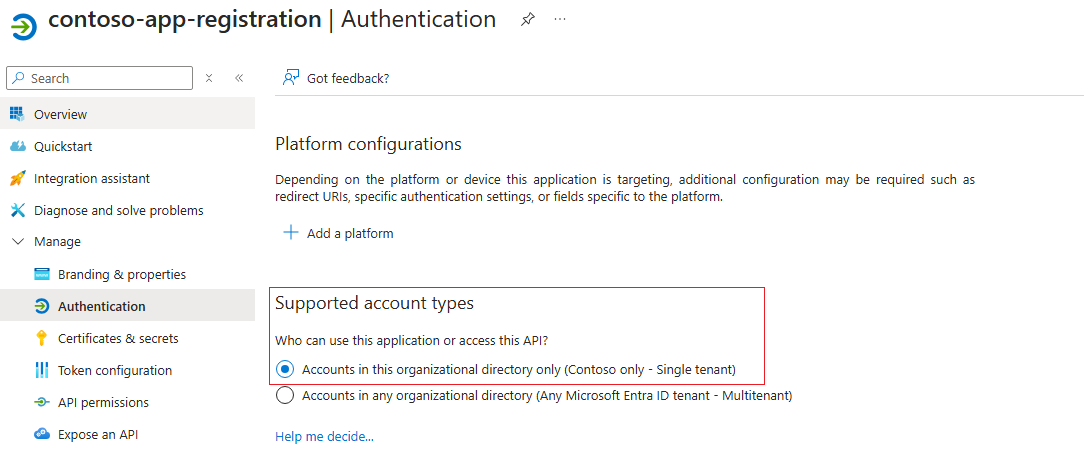 contoso-app-registration | Authentication
Search
Got feedback?
Overview
Quickstart
Integration assistant
Diagnose and solve problems
Manage
Branding & properties
Authentication
Certificates & secrets
Token configuration
API permissions
Expose an API
Platform configurations
Depending on the platform or device this application is targeting, additional configuration may be required such as
redirect URIs, specific authentication settings, or fields specific to the platform.
Add a platform
Supported account types
Who can use this application or access this API?
Accounts in this organizational directory only (Contoso only - Single tenant)
Accounts in any organizational directory (Any Microsoft Entra ID tenant - Multitenant)
Help me decide...